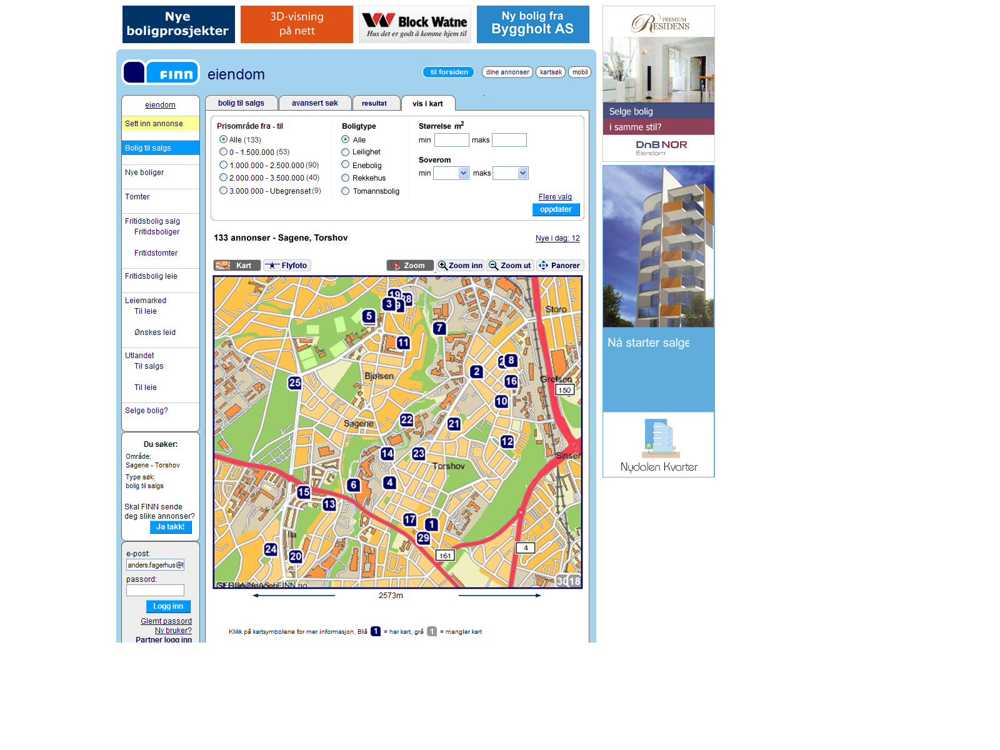 Nye
boligprosjekter
3D-visning
på nett
Block Watne
Hus det er godt å komme hjem til
Ny bolig fra
Byggholt AS
PREMIUM
RESIDENS
Selge bolig
i samme stil?
DnB NOR
Eiendom
Nå starter salge
Nydalen Kvarter
FINN
eiendom
til forsiden
dine annonser
kartsøk
mobil
bolig til salgs
avansert søk
resultat
vis i kart
eiendom
Sett inn annonse
Bolig til salgs
Nye boliger
Tomter
Fritidsbolig salg
Fritidsboliger
Fritidstomter
Fritidsbolig leie
Leiemarked
Til leie
Ønskes leid
Utlandet
Til salgs
Til leie
Selge bolig?
Du søker:
Område:
Sagene - Torshov
Type søk:
bolig til salgs
Skal FINN sende
deg slike annonser?
Ja takk!
e-post:
anders.fagerhus@f
passord:
Logg inn
Glemt passord
Ny bruker?
Partner logg inn
Prisområde fra - til
Alle (133)
0 - 1.500.000 (53)
1.000.000 - 2.500.000 (90)
2.000.000 - 3.500.000 (40)
3.000.000 - Ubegrenset (9)
Boligtype
Alle
Leilighet
Enebolig
Rekkehus
Tomannsbolig
Størrelse m²
min maks
Soverom
min maks
Flere valg
oppdater
133 annonser - Sagene, Torshov
Nye i dag: 12
Kart
Flyfoto
Zoom
Zoom inn
Zoom ut
Panorer
19
3
9
5
7
Storo
11
2
8
2
Bjølsen
16
Grefsen
25
150
10
22
Sagene
21
12
14
23
Sinsen
Torshov
6
4
15
13
17
1
Ila
29
24
20
161
4
30
18
2573m
Klikk på kartsymbolene for mer informasjon. Blå 1 = har kart, grå 1 = mangler kart